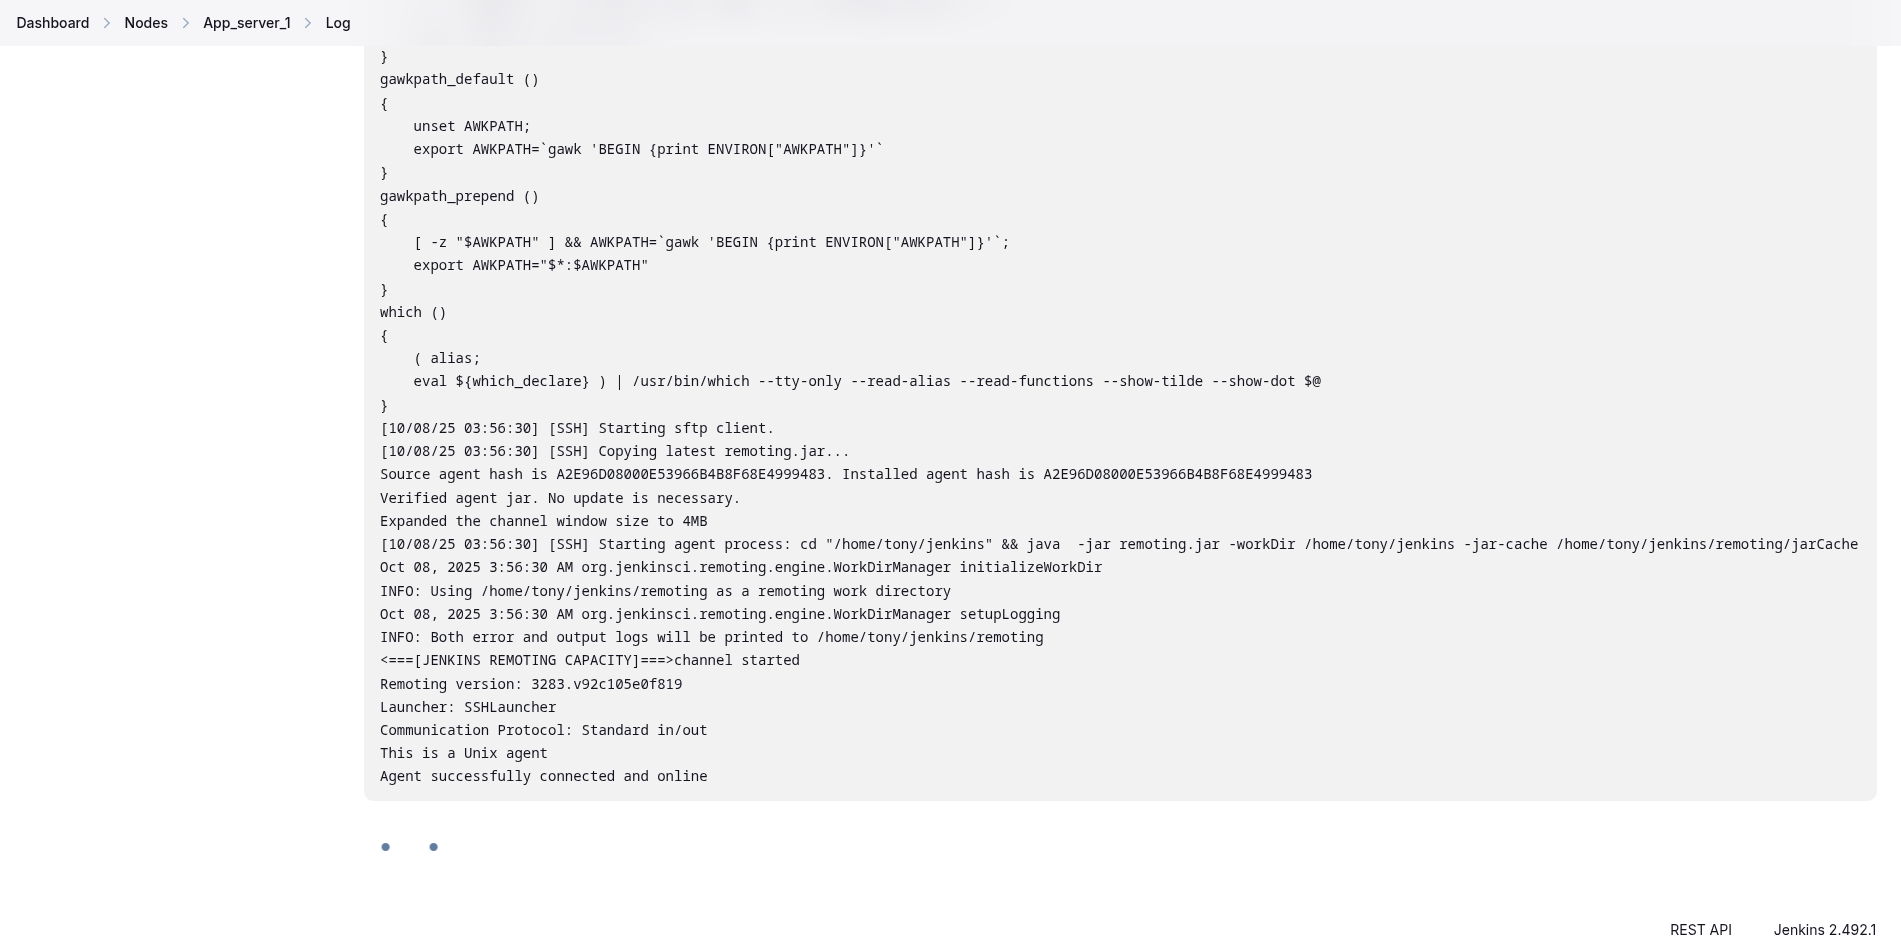 Dashboard > Nodes > App_server_1 > Log
}
gawkpath_default ()
{
    unset AWKPATH;
    export AWKPATH=`gawk 'BEGIN {print ENVIRON["AWKPATH"]}'`
}
gawkpath_prepend ()
{
    [ -z "$AWKPATH" ] && AWKPATH=`gawk 'BEGIN {print ENVIRON["AWKPATH"]}'`;
    export AWKPATH="$*:$AWKPATH"
}
which ()
{
    ( alias;
    eval ${which_declare} ) | /usr/bin/which --tty-only --read-alias --read-functions --show-tilde --show-dot $@
}
[10/08/25 03:56:30] [SSH] Starting sftp client.
[10/08/25 03:56:30] [SSH] Copying latest remoting.jar...
Source agent hash is A2E96D08000E53966B4B8F68E4999483. Installed agent hash is A2E96D08000E53966B4B8F68E4999483
Verified agent jar. No update is necessary.
Expanded the channel window size to 4MB
[10/08/25 03:56:30] [SSH] Starting agent process: cd "/home/tony/jenkins" && java  -jar remoting.jar -workDir /home/tony/jenkins -jar-cache /home/tony/jenkins/remoting/jarCache
Oct 08, 2025 3:56:30 AM org.jenkinsci.remoting.engine.WorkDirManager initializeWorkDir
INFO: Using /home/tony/jenkins/remoting as a remoting work directory
Oct 08, 2025 3:56:30 AM org.jenkinsci.remoting.engine.WorkDirManager setupLogging
INFO: Both error and output logs will be printed to /home/tony/jenkins/remoting
<===[JENKINS REMOTING CAPACITY]===>channel started
Remoting version: 3283.v92c105e0f819
Launcher: SSHLauncher
Communication Protocol: Standard in/out
This is a Unix agent
Agent successfully connected and online
REST API Jenkins 2.492.1